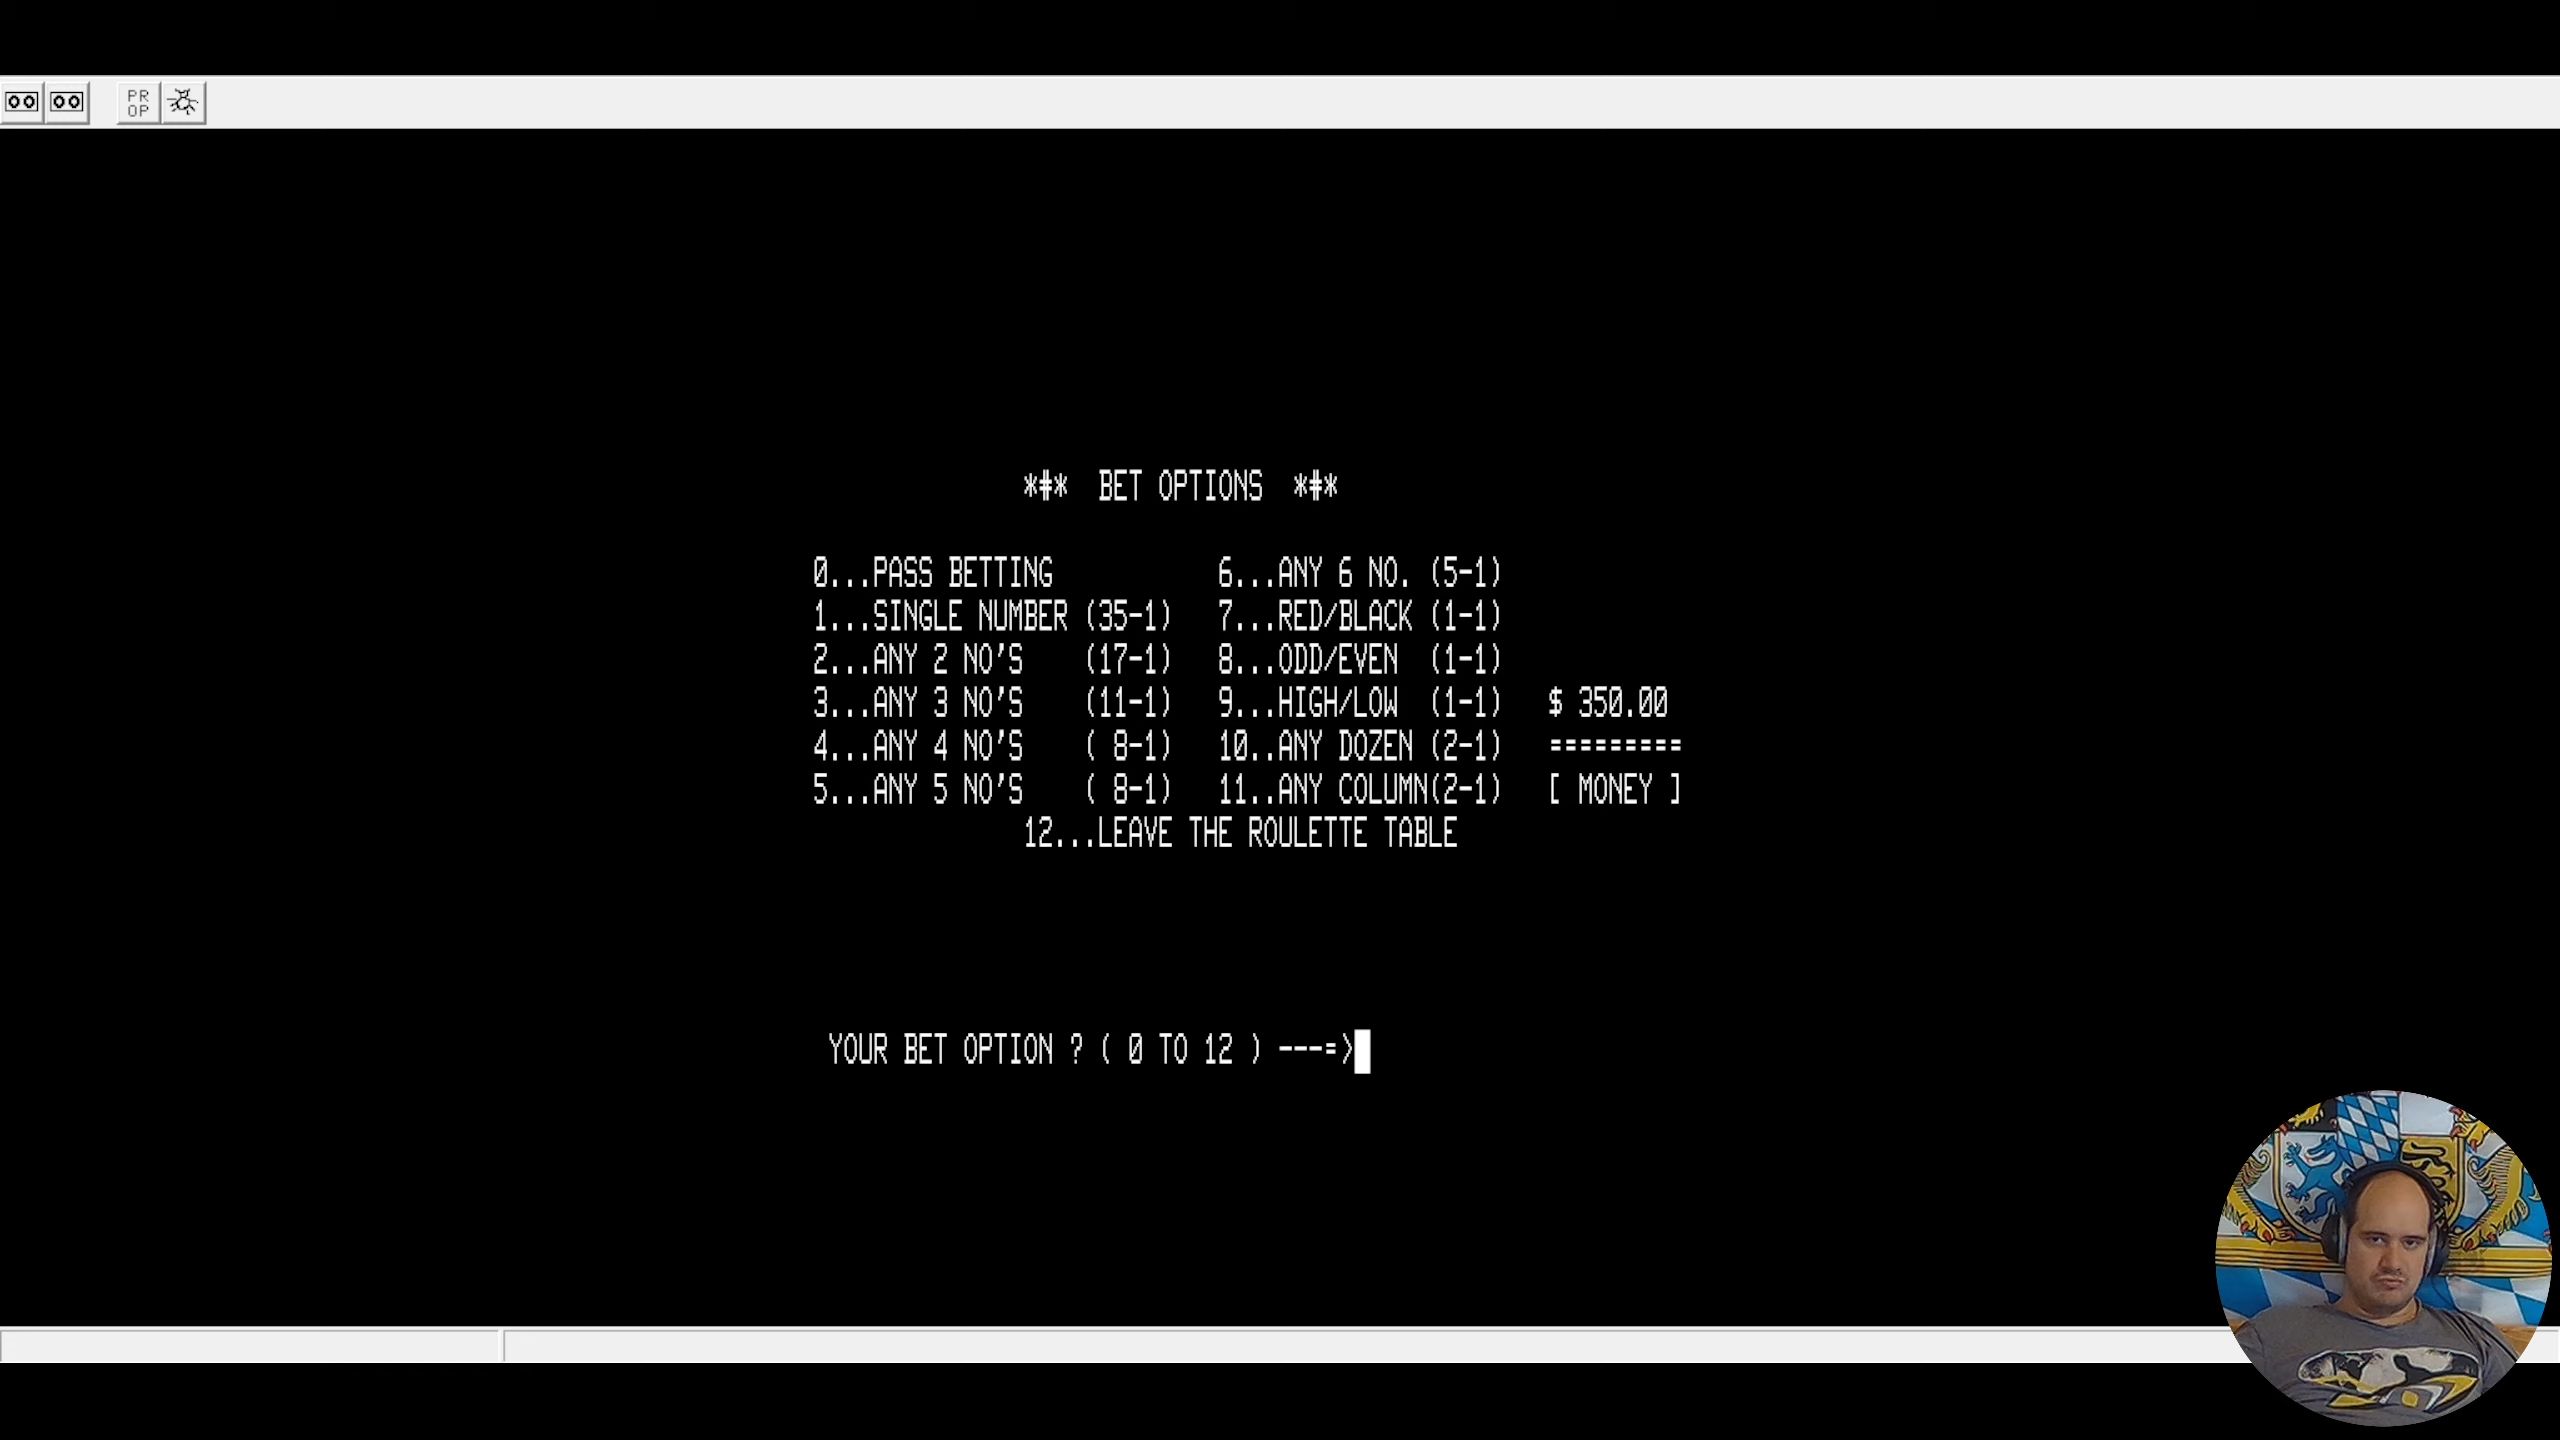 PR
OP
*#* BET OPTIONS *#*
0...PASS BETTING 6...ANY 6 NO. (5-1)
1...SINGLE NUMBER (35-1) 7...RED/BLACK (1-1)
2...ANY 2 NO'S (17-1) 8...ODD/EVEN (1-1)
3...ANY 3 NO'S (11-1) 9...HIGH/LOW (1-1) $ 350.00
4...ANY 4 NO'S ( 8-1) 10..ANY DOZEN (2-1) =========
5...ANY 5 NO'S ( 8-1) 11..ANY COLUMN(2-1) [ MONEY ]
12...LEAVE THE ROULETTE TABLE
YOUR BET OPTION ? ( 0 TO 12 ) ---=>